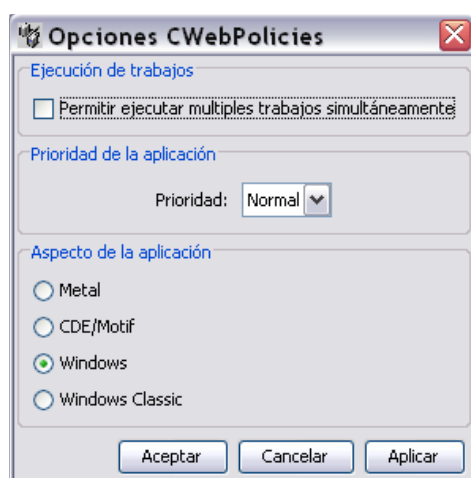 Opciones CWebPolicies
Ejecución de trabajos
Permitir ejecutar multiples trabajos simultáneamente
Prioridad de la aplicación
Prioridad: Normal
Aspecto de la aplicación
Metal
CDE/Motif
Windows
Windows Classic
Aceptar Cancelar Aplicar